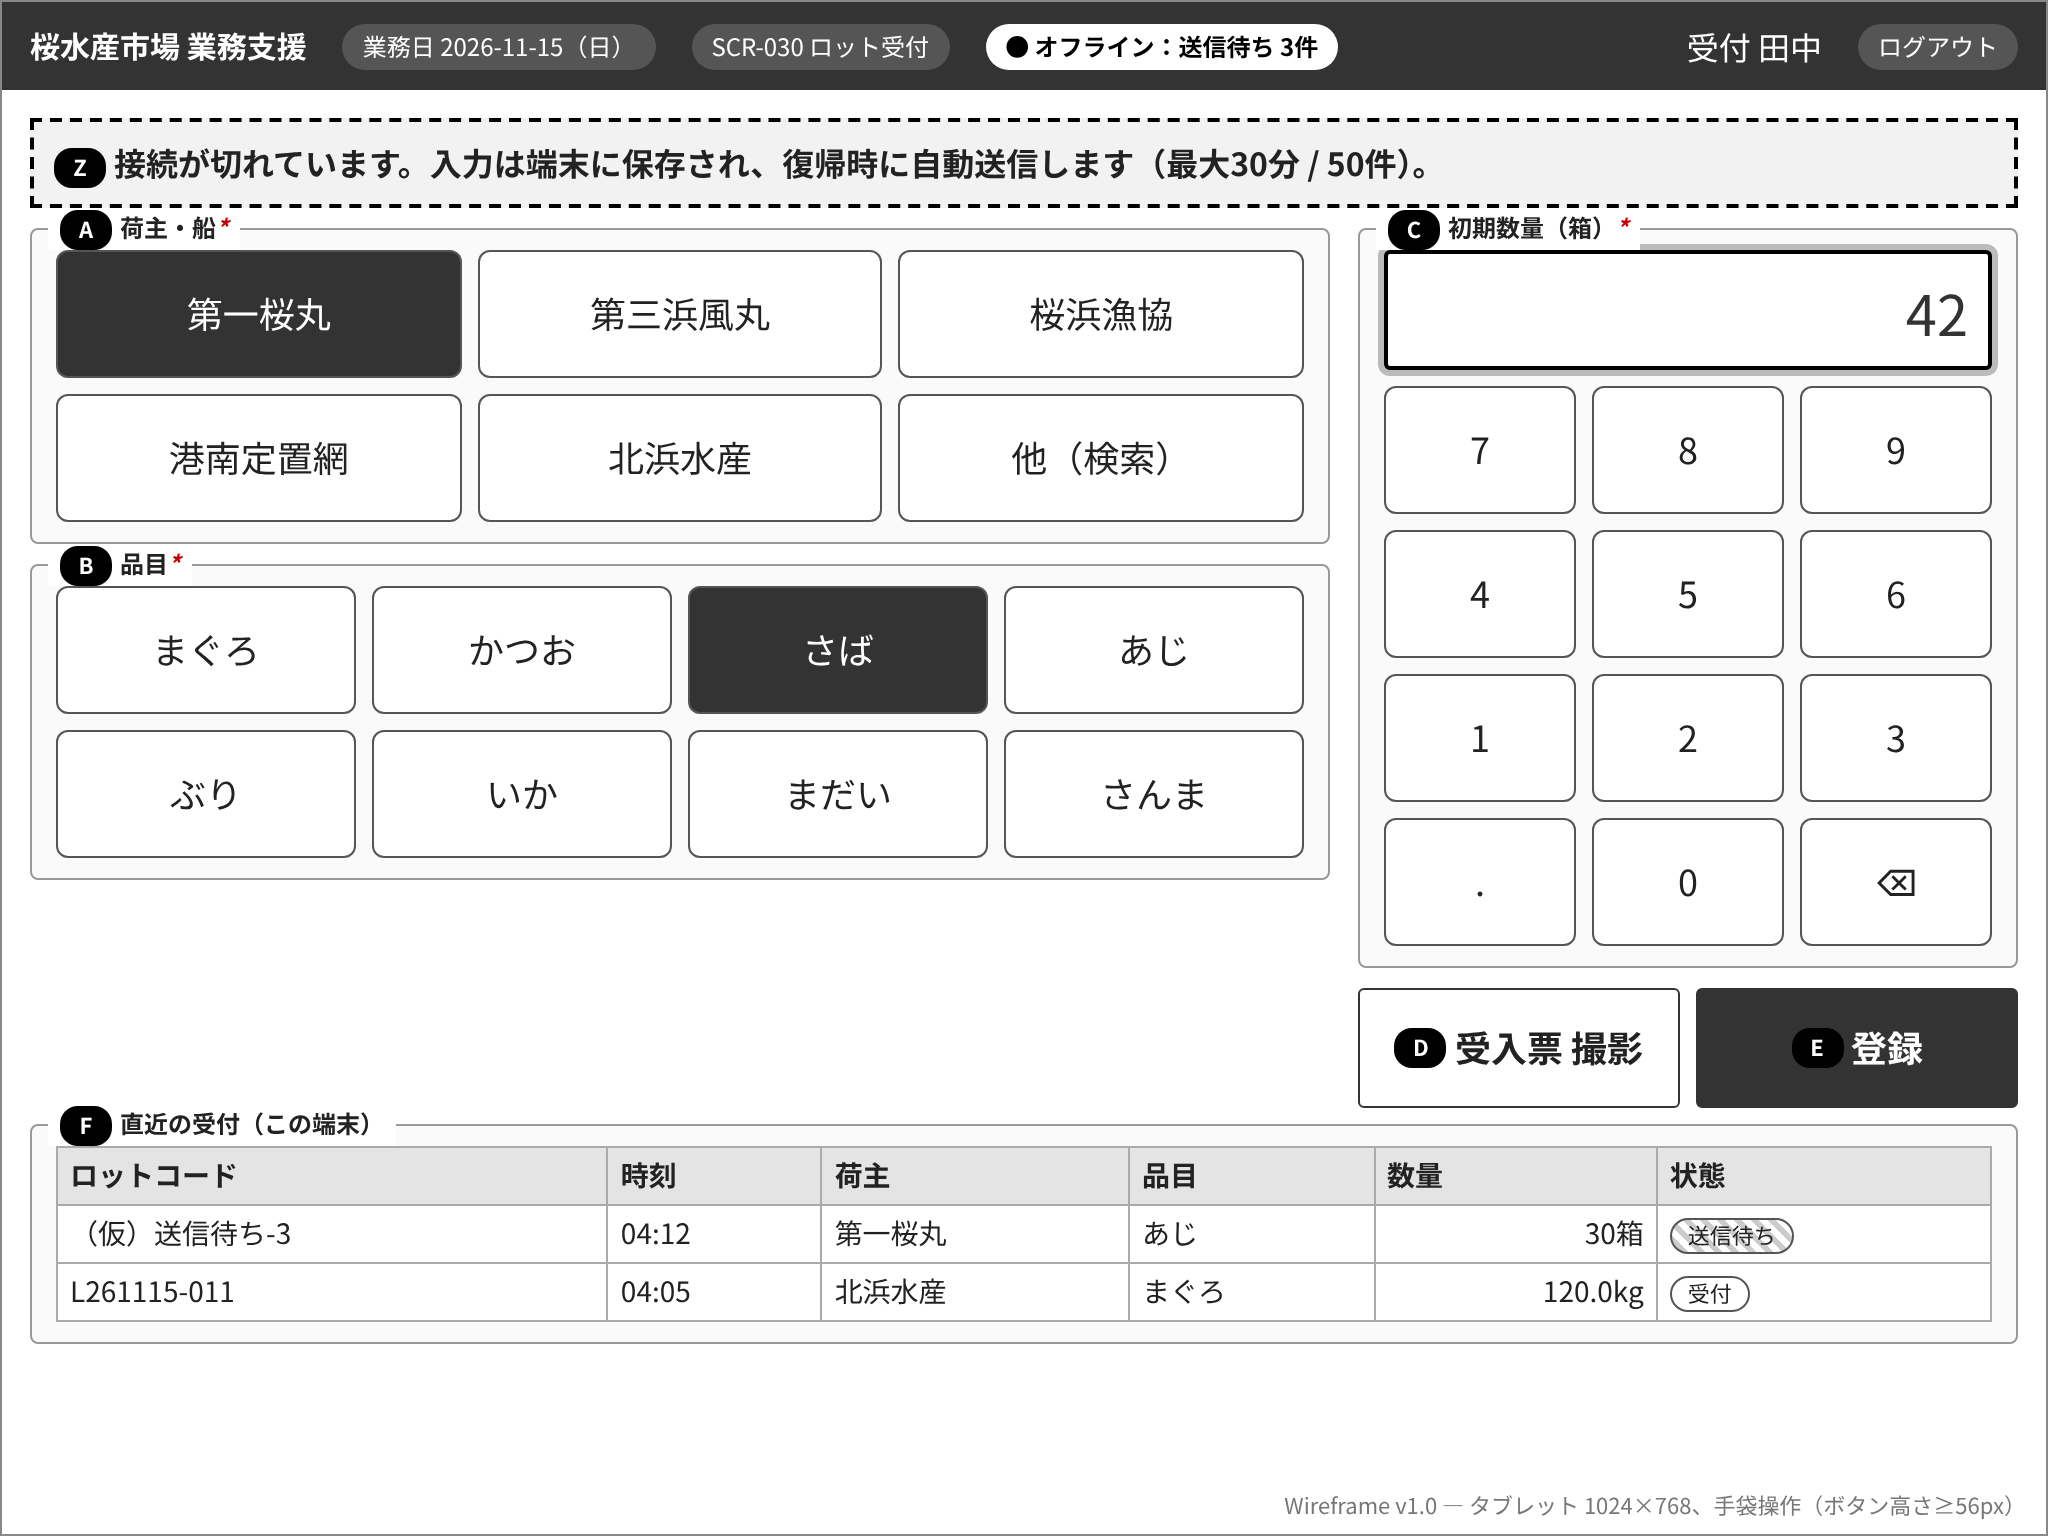 桜水産市場 業務支援 業務日 2026-11-15（日） SCR-030 ロット受付 ● オフライン：送信待ち 3件 受付 田中 ログアウト
Z 接続が切れています。入力は端末に保存され、復帰時に自動送信します（最大30分 / 50件）。
A 荷主・船*
第一桜丸 第三浜風丸 桜浜漁協
港南定置網 北浜水産 他（検索）
B 品目*
まぐろ かつお さば あじ
ぶり いか まだい さんま
C 初期数量（箱）*
42
7 8 9
4 5 6
1 2 3
. 0 ⌫
D 受入票 撮影 E 登録
F 直近の受付（この端末）
ロットコード 時刻 荷主 品目 数量 状態
（仮）送信待ち-3 04:12 第一桜丸 あじ 30箱 送信待ち
L261115-011 04:05 北浜水産 まぐろ 120.0kg 受付
Wireframe v1.0 — タブレット 1024×768、手袋操作（ボタン高さ≥56px）